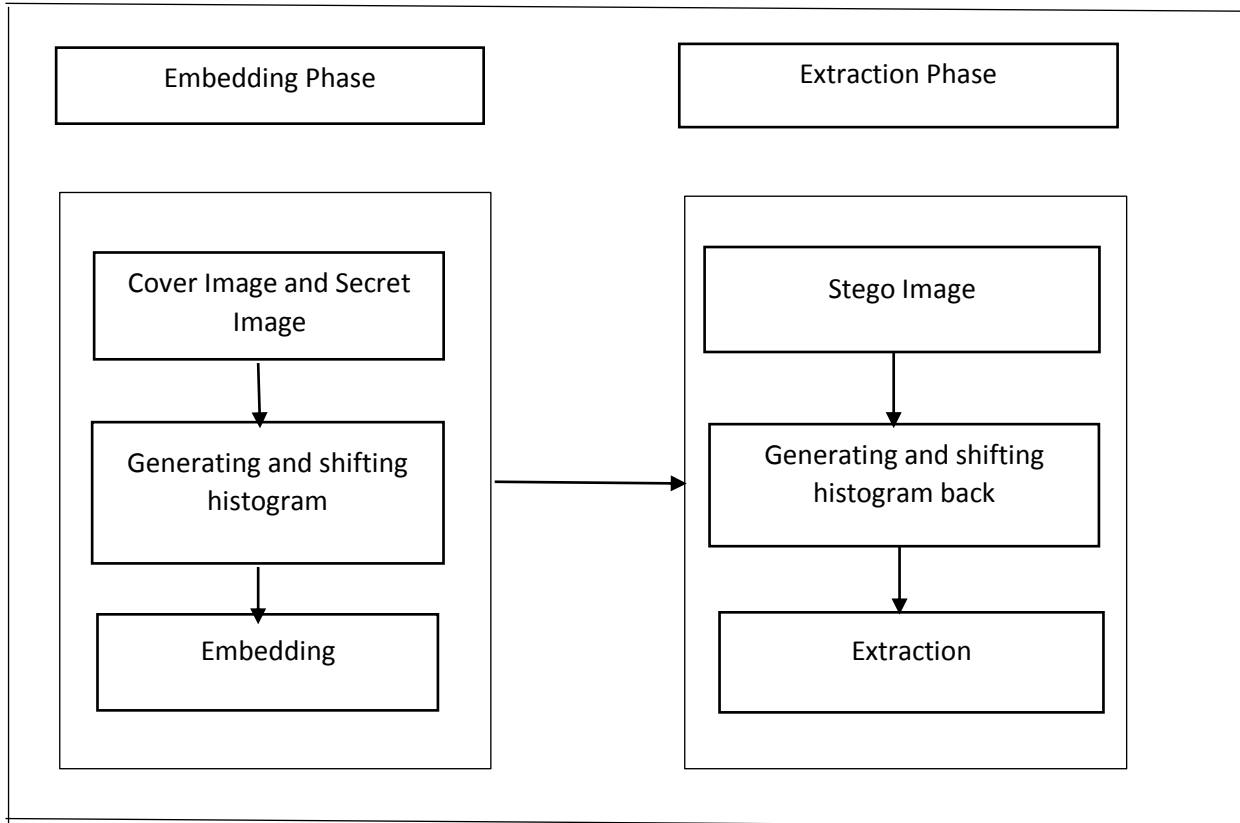 Embedding Phase
Extraction Phase
Cover Image and Secret
Image
Generating and shifting
histogram
Embedding
Stego Image
Generating and shifting
histogram back
Extraction